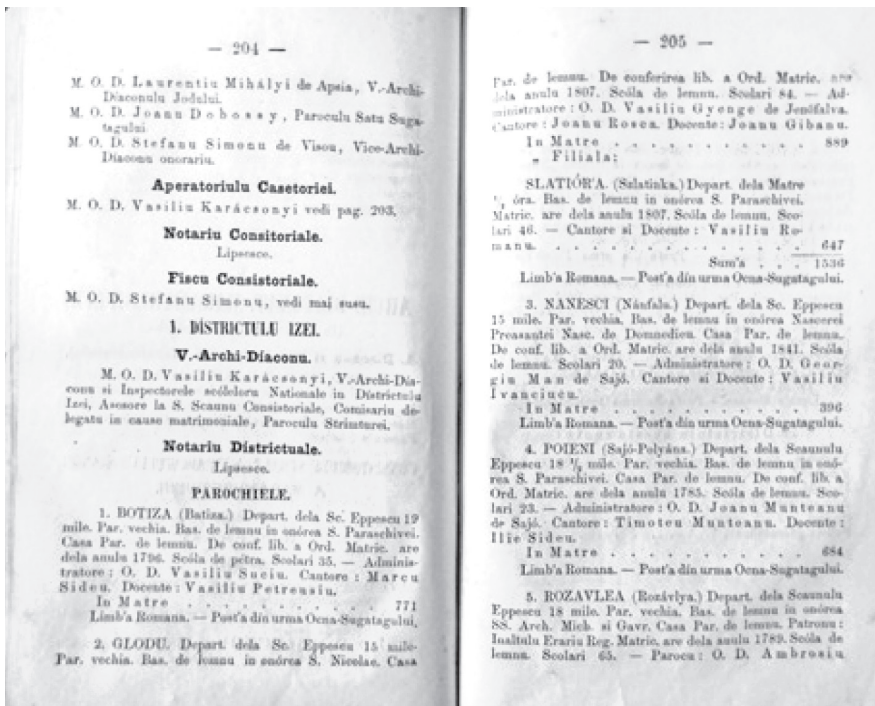 — 204 —
M. O. D. Laurentiu Mihályi de Apsia, V.-Archi-
Diaconulu Jodului.
M. O. D. Joanu Dobossy, Paroculu Satu Suga-
tagului.
M. O. D. Stefanu Simonu de Visou, Vice-Archi-
Diaconu onorariu.
Aperatoriulu Casetoriei.
M. O. D. Vasiliu Karácsonyi vedi pag. 203.
Notariu Consitoriale.
Lipsesce.
Fiscu Consistoriale.
M. O. D. Stefanu Simonu, vedi mai susu.
1. DISTRICTULU IZEI.
V.-Archi-Diaconu.
M. O. D. Vasiliu Karácsonyi, V.-Archi-Dia-
conu si Inspectorele scóleloru Nationale in Districtulu
Izei, Asesore la S. Scaunu Consistoriale, Comisariu de-
legatu in cause matrimoniale, Paroculu Strimturei.
Notariu Districtuale.
Lipsesce.
PAROCHIELE.
1. BOTIZA (Batiza.) Depart. dela Sc. Eppescu 19
mile. Par. vechia. Bas. de lemnu in onórea S. Paraschivei.
Casa Par. de lemnu. De conf. lib. a Ord. Matric. are
dela anulu 1796. Scóla de pétra. Scolari 35. — Adminis-
tratore: O. D. Vasiliu Suciu. Cantore: Marcu
Sideu. Docente: Vasiliu Petreusiu.
In Matre . . . . . . . . . . . 771
Limb'a Romana. — Post'a din urma Ocna-Sugatagului,
2. GLODU. Depart. dela Sc. Eppescu 15 mile-
Par. vechia. Bas. de lemnu in onórea S. Nicolae. Casa
— 205 —
Par. de lemnu. De conferirea lib. a Ord. Matric. are
dela anulu 1807. Scóla de lemnu. Scolari 84. — Ad-
ministratore: O. D. Vasiliu Gyenge de Jenöfalva.
Cantore: Joanu Rosca. Docente: Joanu Gibanu.
In Matre . . . . . . . . . . . 889
„ Filiala:
SLATIÓR'A. (Szlatinka.) Depart. dela Matre
óra. Bas. de lemnu in onórea S. Paraschivei.
Matric. are dela anulu 1807. Scóla de lemnu. Sco-
lari 46. — Cantore si Docente: Vasiliu Ro-
manu. . . . . . . . . . . . 647
Sum'a . . . 1536
Limb'a Romana. — Post'a din urma Ocna-Sugatagului.
3. NANESCI (Nánfala.) Depart. dela Sc. Eppescu
15 mile. Par. vechia. Bas. de lemnu in onórea Nascerei
Preasantei Nasc. de Domnedieu. Casa Par. de lemnu.
De conf. lib. a Ord. Matric. are dela anulu 1841. Scóla
de lemnu. Scolari 20. — Administratore: O. D. Geor-
giu Man de Sajó. Cantore si Docente: Vasiliu
Ivanciucu.
In Matre . . . . . . . . . . . 396
Limb'a Romana. — Post'a din urma Ocna-Sugatagului.
4. POIENI (Sajó-Polyána.) Depart. dela Scaunulu
Eppescu 18 ½ mile. Par. vechia. Bas. de lemnu in onó-
rea S. Paraschivei. Casa Par. de lemnu. De conf. lib. a
Ord. Matric. are dela anulu 1785. Scóla de lemnu. Sco-
lari 23. — Administratore: O. D. Joanu Munteanu
de Sajó. Cantore: Timoteu Munteanu. Docente:
Ilie Sideu.
In Matre . . . . . . . . . . . 684
Limb'a Romana. — Post'a din urma Ocna-Sugatagului.
5. ROZAVLEA (Rozávlya.) Depart. dela Scaunulu
Eppescu 18 mile. Par. vechia. Bas. de lemnu in onórea
SS. Arch. Mich. si Gavr. Casa Par. de lemnu. Patronu:
Inaltulu Erariu Reg. Matric. are dela anulu 1789. Scóla de
lemnu. Scolari 65. — Parocu: O. D. Ambrosiu